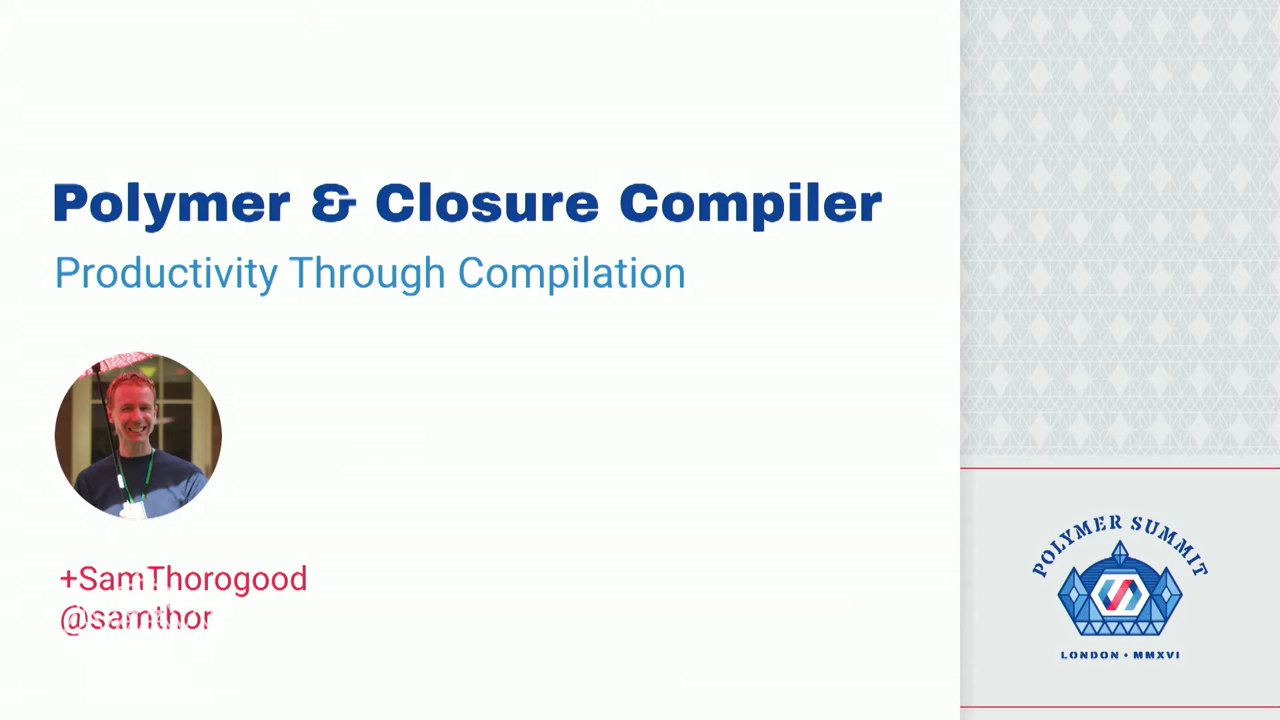 Polymer & Closure Compiler
Productivity Through Compilation
+SamThorogood
@samthor
POLYMER SUMMIT
LONDON • MMXVI